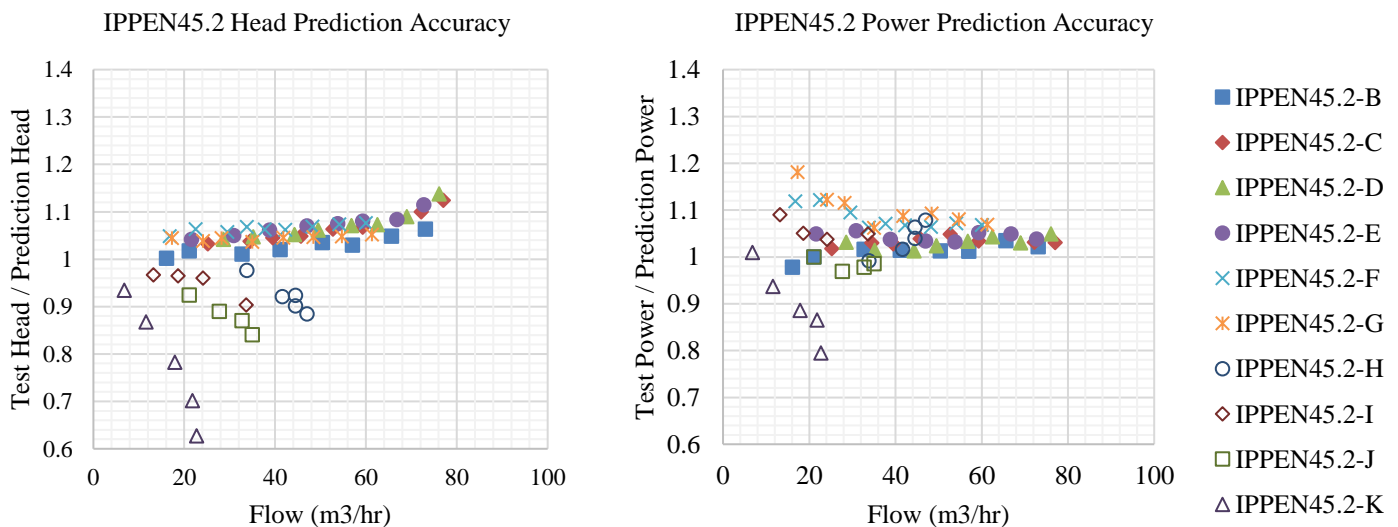 IPPEN45.2 Head Prediction Accuracy
Test Head / Prediction Head
1.4
1.3
1.2
1.1
1
0.9
0.8
0.7
0.6
0 20 40 60 80 100
Flow (m3/hr)
IPPEN45.2 Power Prediction Accuracy
Test Power / Prediction Power
1.4
1.3
1.2
1.1
1
0.9
0.8
0.7
0.6
0 20 40 60 80 100
Flow (m3/hr)
IPPEN45.2-B
IPPEN45.2-C
IPPEN45.2-D
IPPEN45.2-E
IPPEN45.2-F
IPPEN45.2-G
IPPEN45.2-H
IPPEN45.2-I
IPPEN45.2-J
IPPEN45.2-K